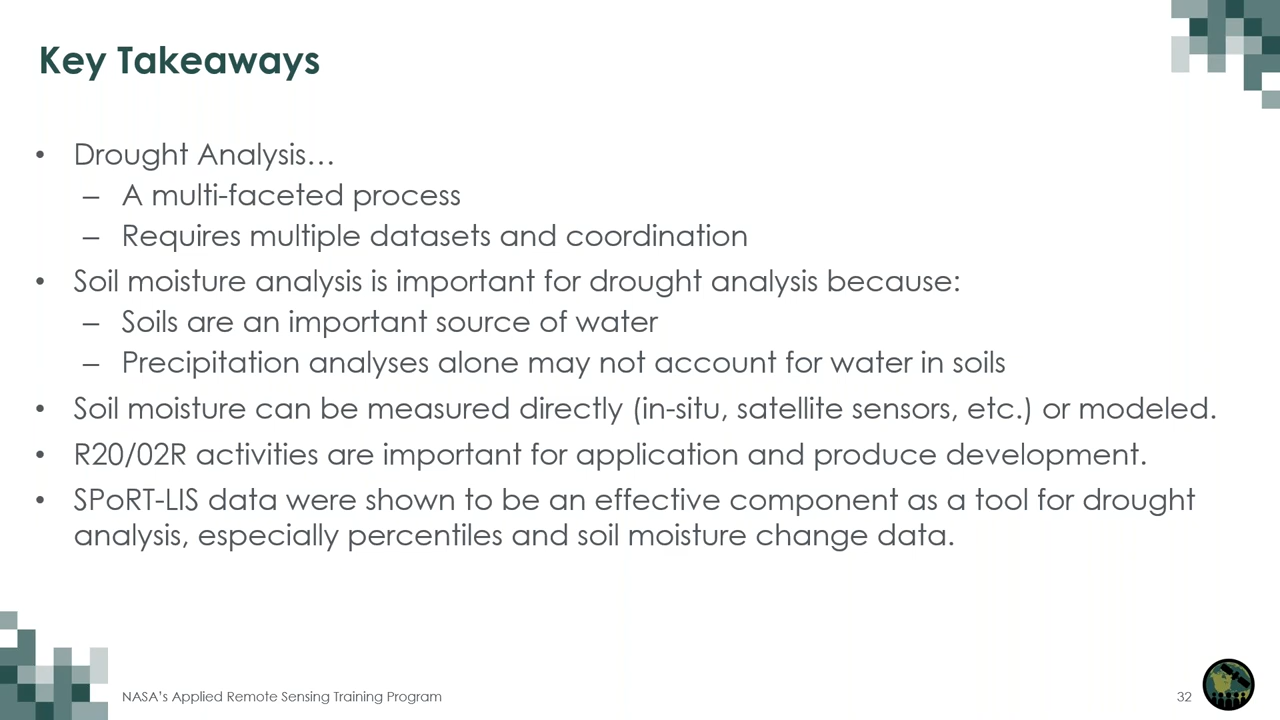 Key Takeaways
• Drought Analysis…
– A multi-faceted process
– Requires multiple datasets and coordination
• Soil moisture analysis is important for drought analysis because:
– Soils are an important source of water
– Precipitation analyses alone may not account for water in soils
• Soil moisture can be measured directly (in-situ, satellite sensors, etc.) or modeled.
• R20/02R activities are important for application and produce development.
• SPoRT-LIS data were shown to be an effective component as a tool for drought
analysis, especially percentiles and soil moisture change data.
NASA’s Applied Remote Sensing Training Program
32